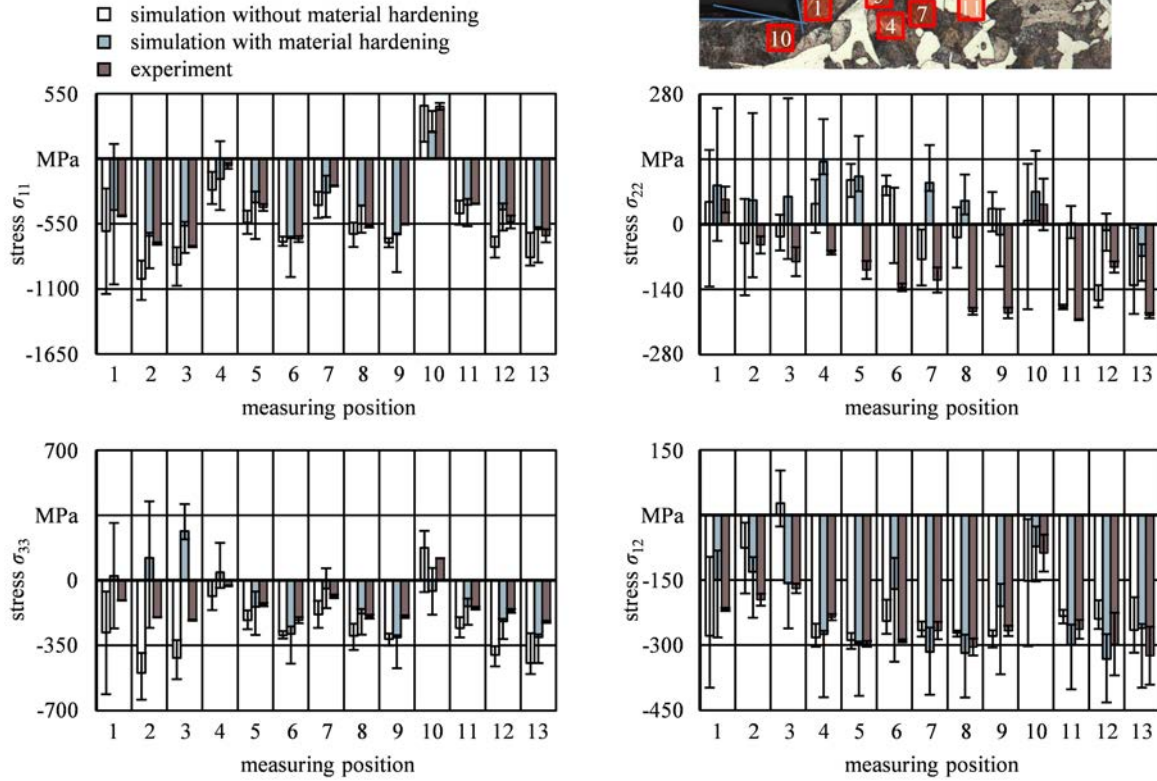 simulation without material hardening
simulation with material hardening
experiment
1 4 7 11
10
550
MPa
-550
-1100
-1650
stress σ11
1 2 3 4 5 6 7 8 9 10 11 12 13
measuring position
280
MPa
0
-140
-280
stress σ22
1 2 3 4 5 6 7 8 9 10 11 12 13
measuring position
700
MPa
0
-350
-700
stress σ33
1 2 3 4 5 6 7 8 9 10 11 12 13
measuring position
150
MPa
-150
-300
-450
stress σ12
1 2 3 4 5 6 7 8 9 10 11 12 13
measuring position